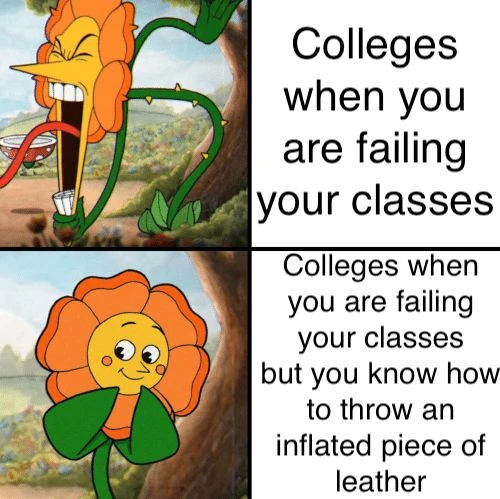 Colleges
when you
are failing
your classes
Colleges when
you are failing
your classes
but you know how
to throw an
inflated piece of
leather